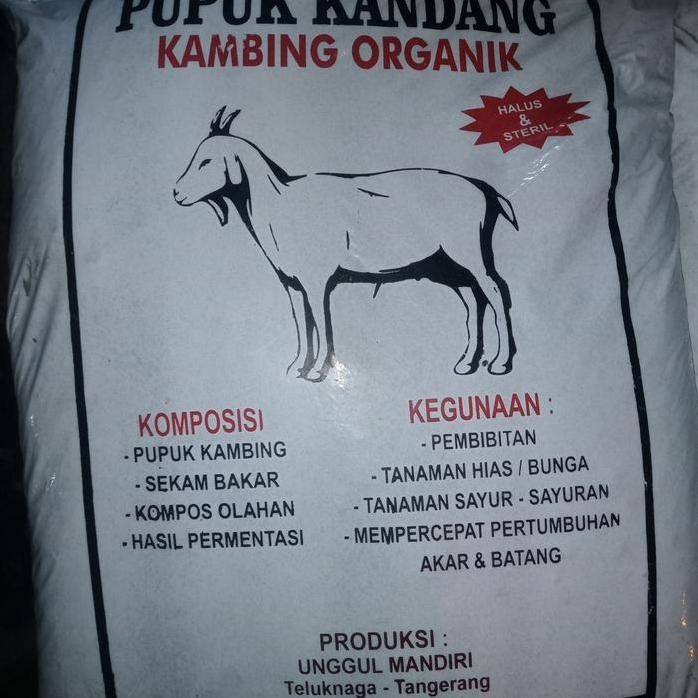 PUPUK KANDANG
KAMBING ORGANIK
HALUS
&
STERIL
KOMPOSISI
- PUPUK KAMBING
- SEKAM BAKAR
- KOMPOS OLAHAN
- HASIL PERMENTASI
KEGUNAAN :
- PEMBIBITAN
- TANAMAN HIAS / BUNGA
- TANAMAN SAYUR - SAYURAN
- MEMPERCEPAT PERTUMBUHAN
AKAR & BATANG
PRODUKSI :
UNGGUL MANDIRI
Teluknaga - Tangerang